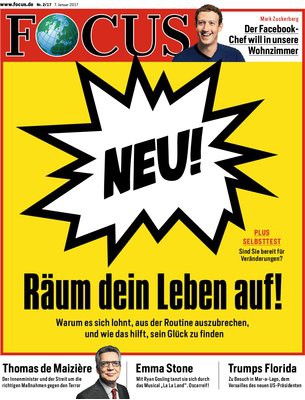 www.focus.de Nr. 2/17 7. Januar 2017
FOCUS
Mark Zuckerberg
Der Facebook-
Chef will in unsere
Wohnzimmer
NEU!
PLUS
SELBSTTEST
Sind Sie bereit für
Veränderungen?
Räum dein Leben auf!
Warum es sich lohnt, aus der Routine auszubrechen,
und wie das hilft, sein Glück zu finden
Thomas de Maizière
Der Innenminister und der Streit um die
richtigen Maßnahmen gegen den Terror
Emma Stone
Mit Ryan Gosling tanzt sie sich durch
das Musical „La La Land". Oscarreif!
Trumps Florida
Zu Besuch in Mar-a-Lago, dem
Versailles des neuen US-Präsidenten